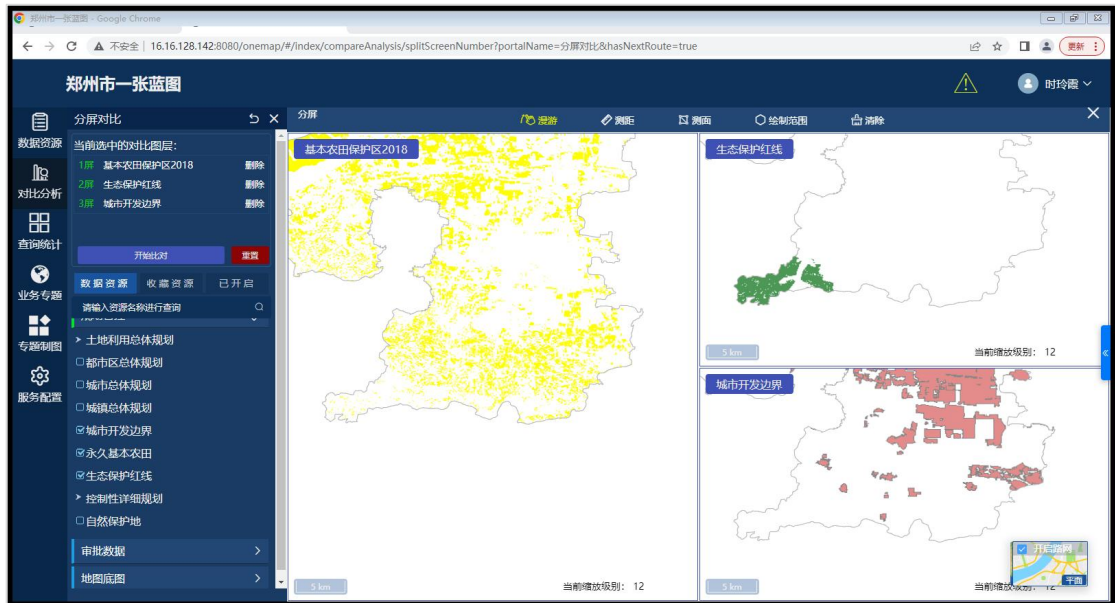 郑州市一张蓝图 - Google Chrome
不安全 | 16.16.128.142:8080/onemap/#/index/compareAnalysis/splitScreenNumber?portalName=分屏对比&hasNextRoute=true
更新
郑州市一张蓝图
时玲霞
数据资源
对比分析
查询统计
业务专题
专题制图
服务配置
分屏对比
当前选中的对比图层:
1屏 基本农田保护区2018 删除
2屏 生态保护红线 删除
3屏 城市开发边界 删除
开始比对 重置
数据资源 收藏资源 已开启
请输入资源名称进行查询
土地利用总体规划
都市区总体规划
城市总体规划
城镇总体规划
城市开发边界
永久基本农田
生态保护红线
控制性详细规划
自然保护地
审批数据
地图底图
分屏 漫游 测距 测面 绘制范围 清除
基本农田保护区2018
5 km
当前缩放级别: 12
生态保护红线
5 km
当前缩放级别: 12
城市开发边界
开启路网
平面
5 km
当前缩放级别: 12